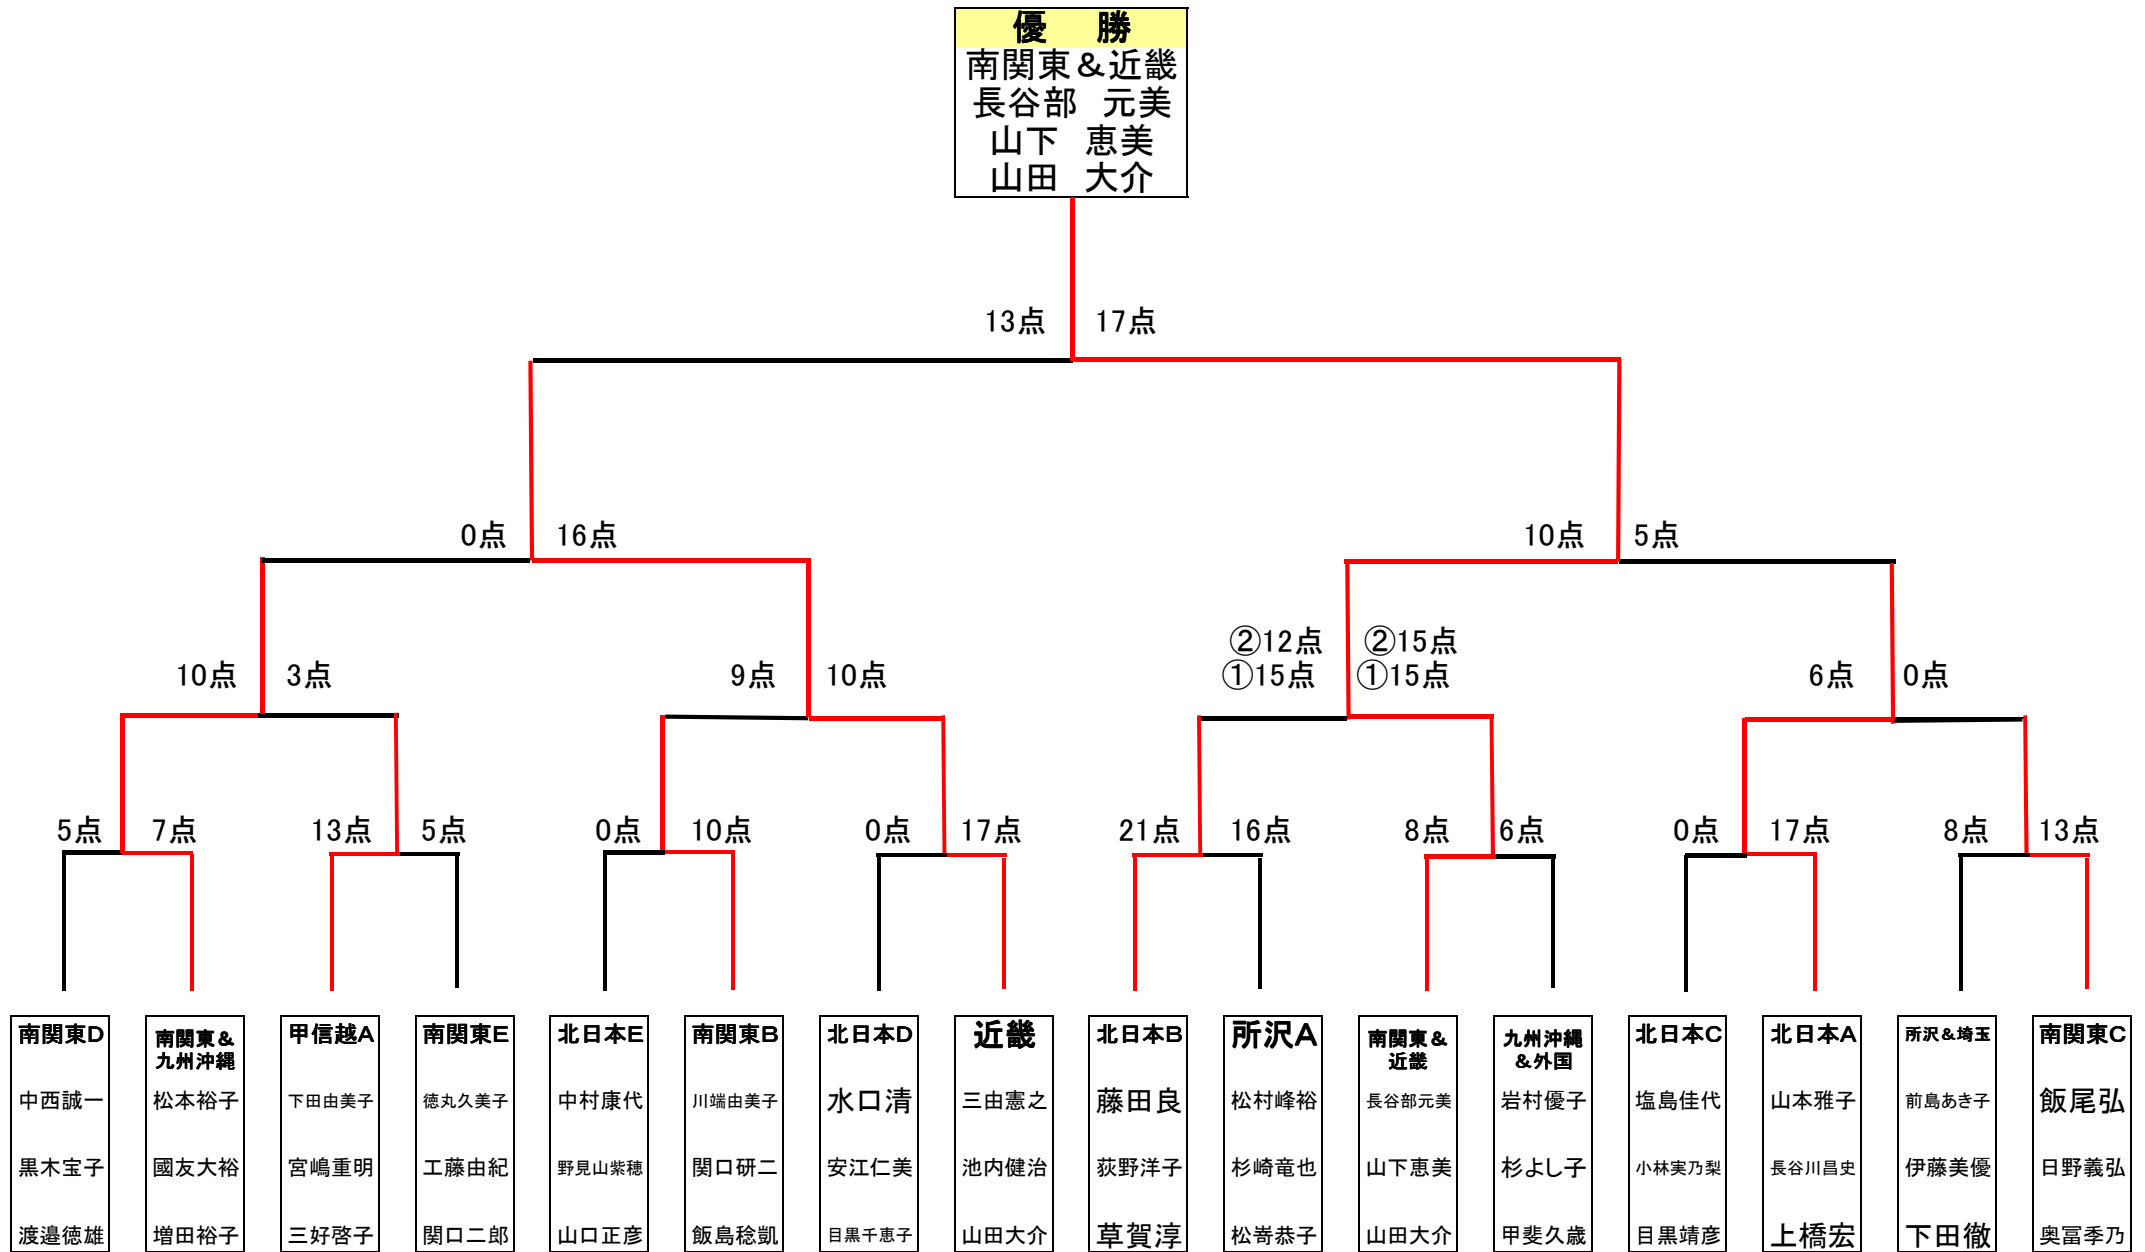 優　勝
南関東＆近畿
長谷部　元美
山下　恵美
山田　大介
13点 17点
0点 16点 10点 5点
②12点 ②15点
10点 3点 9点 10点 ①15点 ①15点 6点 0点
5点 7点 13点 5点 0点 10点 0点 17点 21点 16点 8点 6点 0点 17点 8点 13点
南関東D
中西誠一
黒木宝子
渡邉徳雄
南関東＆
九州沖縄
松本裕子
國友大裕
増田裕子
甲信越A
下田由美子
宮嶋重明
三好啓子
南関東E
徳丸久美子
工藤由紀
関口二郎
北日本E
中村康代
野見山紫穂
山口正彦
南関東B
川端由美子
関口研二
飯島稔凱
北日本D
水口清
安江仁美
目黒千恵子
近畿
三由憲之
池内健治
山田大介
北日本B
藤田良
荻野洋子
草賀淳
所沢A
松村峰裕
杉崎竜也
松嵜恭子
南関東＆
近畿
長谷部元美
山下恵美
山田大介
九州沖縄
＆外国
岩村優子
杉よし子
甲斐久歳
北日本C
塩島佳代
小林実乃梨
目黒靖彦
北日本A
山本雅子
長谷川昌史
上橋宏
所沢＆埼玉
前島あき子
伊藤美優
下田徹
南関東C
飯尾弘
日野義弘
奥冨季乃